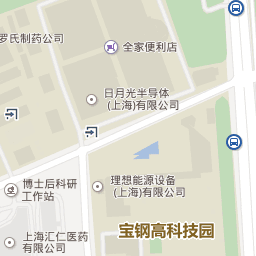 罗氏制药公司
全家便利店
日月光半导体
(上海)有限公司
博士后科研
工作站
理想能源设备
(上海)有限公司
宝钢高科技园
上海汇仁医药
有限公司